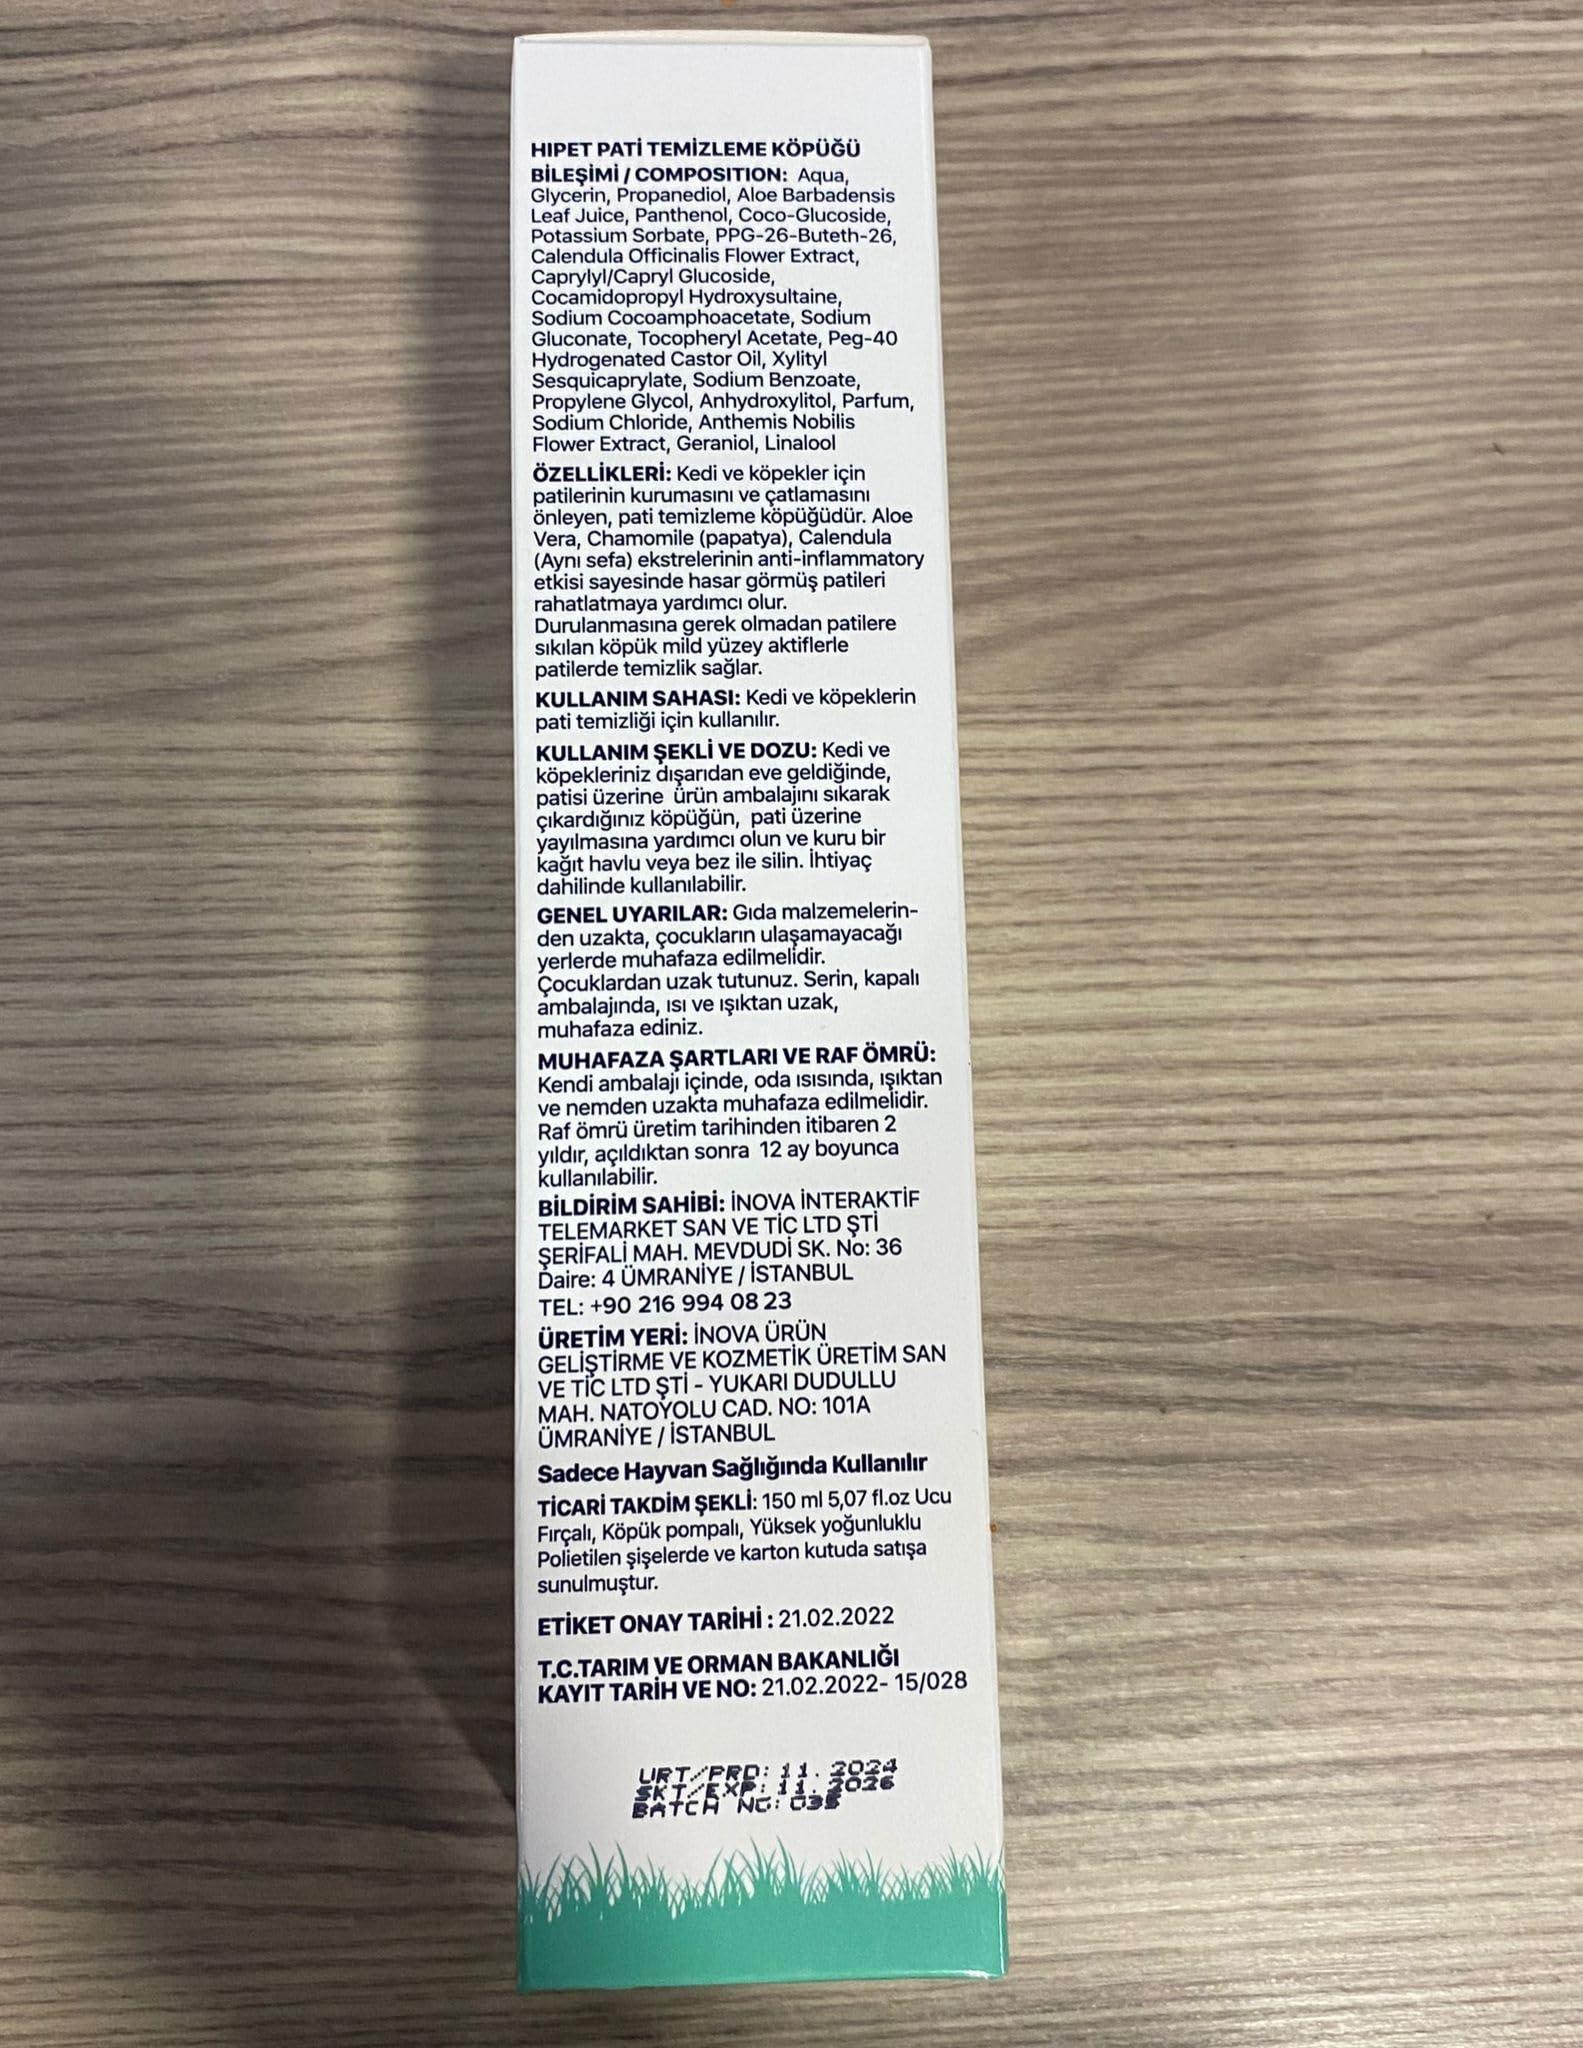 HIPET PATİ TEMİZLEME KÖPÜĞÜ
BİLEŞİMİ / COMPOSITION: Aqua,
Glycerin, Propanediol, Aloe Barbadensis
Leaf Juice, Panthenol, Coco-Glucoside,
Potassium Sorbate, PPG-26-Buteth-26,
Calendula Officinalis Flower Extract,
Caprylyl/Capryl Glucoside,
Cocamidopropyl Hydroxysultaine,
Sodium Cocoamphoacetate, Sodium
Gluconate, Tocopheryl Acetate, Peg-40
Hydrogenated Castor Oil, Xylityl
Sesquicaprylate, Sodium Benzoate,
Propylene Glycol, Anhydroxylitol, Parfum,
Sodium Chloride, Anthemis Nobilis
Flower Extract, Geraniol, Linalool
ÖZELLİKLERİ: Kedi ve köpekler için
patilerinin kurumasını ve çatlamasını
önleyen, pati temizleme köpüğüdür. Aloe
Vera, Chamomile (papatya), Calendula
(Aynı sefa) ekstrelerinin anti-inflammatory
etkisi sayesinde hasar görmüş patileri
rahatlatmaya yardımcı olur.
Durulanmasına gerek olmadan patilere
sıkılan köpük mild yüzey aktiflerle
patilerde temizlik sağlar.
KULLANIM SAHASI: Kedi ve köpeklerin
pati temizliği için kullanılır.
KULLANIM ŞEKLİ VE DOZU: Kedi ve
köpekleriniz dışarıdan eve geldiğinde,
patisi üzerine ürün ambalajını sıkarak
çıkardığınız köpüğün, pati üzerine
yayılmasına yardımcı olun ve kuru bir
kağıt havlu veya bez ile silin. İhtiyaç
dahilinde kullanılabilir.
GENEL UYARILAR: Gıda malzemelerin-
den uzakta, çocukların ulaşamayacağı
yerlerde muhafaza edilmelidir.
Çocuklardan uzak tutunuz. Serin, kapalı
ambalajında, ısı ve ışıktan uzak,
muhafaza ediniz.
MUHAFAZA ŞARTLARI VE RAF ÖMRÜ:
Kendi ambalajı içinde, oda ısısında, ışıktan
ve nemden uzakta muhafaza edilmelidir.
Raf ömrü üretim tarihinden itibaren 2
yıldır, açıldıktan sonra 12 ay boyunca
kullanılabilir.
BİLDİRİM SAHİBİ: İNOVA İNTERAKTİF
TELEMARKET SAN VE TİC LTD ŞTİ
ŞERİFALİ MAH. MEVDUDİ SK. No: 36
Daire: 4 ÜMRANİYE / İSTANBUL
TEL: +90 216 994 08 23
ÜRETİM YERİ: İNOVA ÜRÜN
GELİŞTİRME VE KOZMETİK ÜRETİM SAN
VE TİC LTD ŞTİ - YUKARI DUDULLU
MAH. NATOYOLU CAD. NO: 101A
ÜMRANİYE / İSTANBUL
Sadece Hayvan Sağlığında Kullanılır
TİCARİ TAKDİM ŞEKLİ: 150 ml 5,07 fl.oz Ucu
Fırçalı, Köpük pompalı, Yüksek yoğunluklu
Polietilen şişelerde ve karton kutuda satışa
sunulmuştur.
ETİKET ONAY TARİHİ : 21.02.2022
T.C.TARIM VE ORMAN BAKANLIĞI
KAYIT TARİH VE NO: 21.02.2022- 15/028
URT/PRD: 11. 2024
SKT/EXP: 11. 2026
BATCH NO: 035